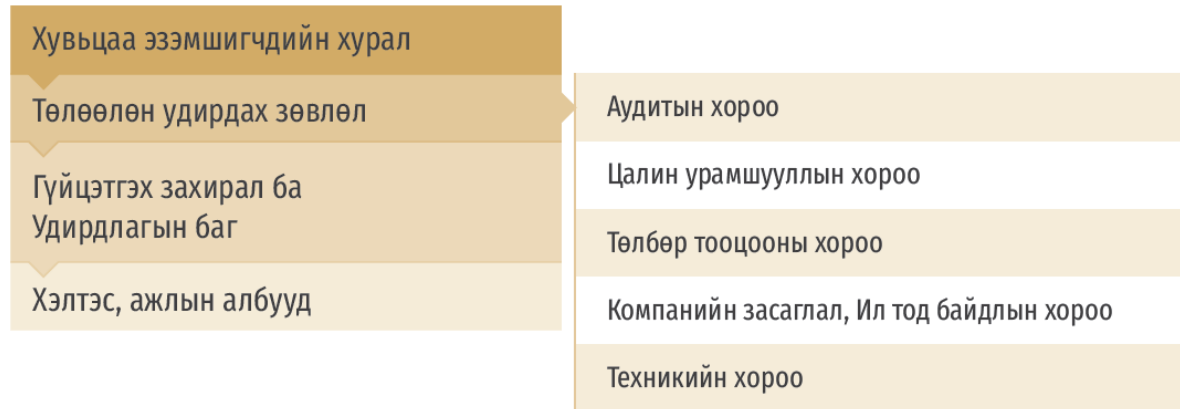 Хувьцаа эзэмшигчдийн хурал
Төлөөлөн удирдах зөвлөл
Гүйцэтгэх захирал ба
Удирдлагын баг
Хэлтэс, ажлын албууд
Аудитын хороо
Цалин урамшууллын хороо
Төлбөр тооцооны хороо
Компанийн засаглал, Ил тод байдлын хороо
Техникийн хороо